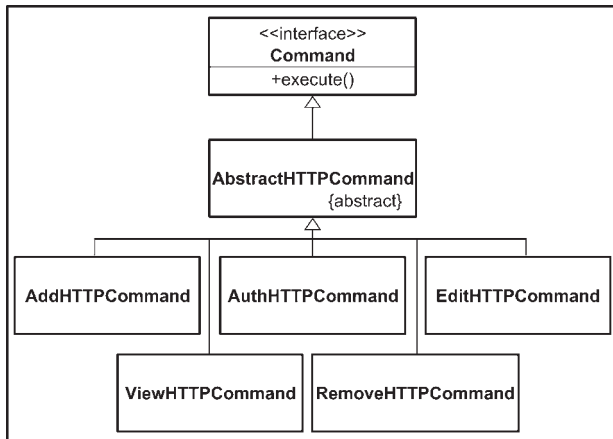 <<interface>>
Command
+execute()
AbstractHTTPCommand
{abstract}
AddHTTPCommand
AuthHTTPCommand
EditHTTPCommand
ViewHTTPCommand
RemoveHTTPCommand